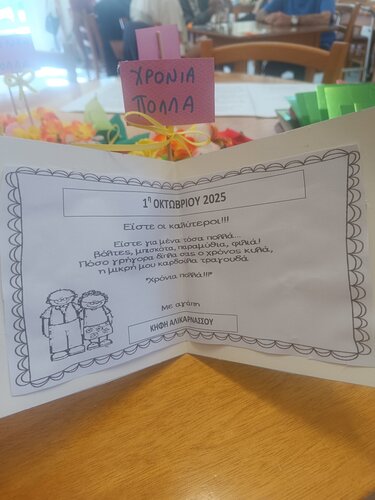 ΧΡΟΝΙΑ
ΠΟΛΛΑ
1η ΟΚΤΩΒΡΙΟΥ 2025
Είστε οι καλύτεροι!!!
Είστε για μένα τόσα πολλά...
Βόλτες, μπισκότα, παραμύθια, φιλιά!
Πόσο γρήγορα δίπλα σας ο χρόνος κυλά,
η μικρή μου καρδούλα τραγουδά
"Χρόνια πολλά!!!"
Με αγάπη
ΚΗΦΗ ΑΛΙΚΑΡΝΑΣΣΟΥ